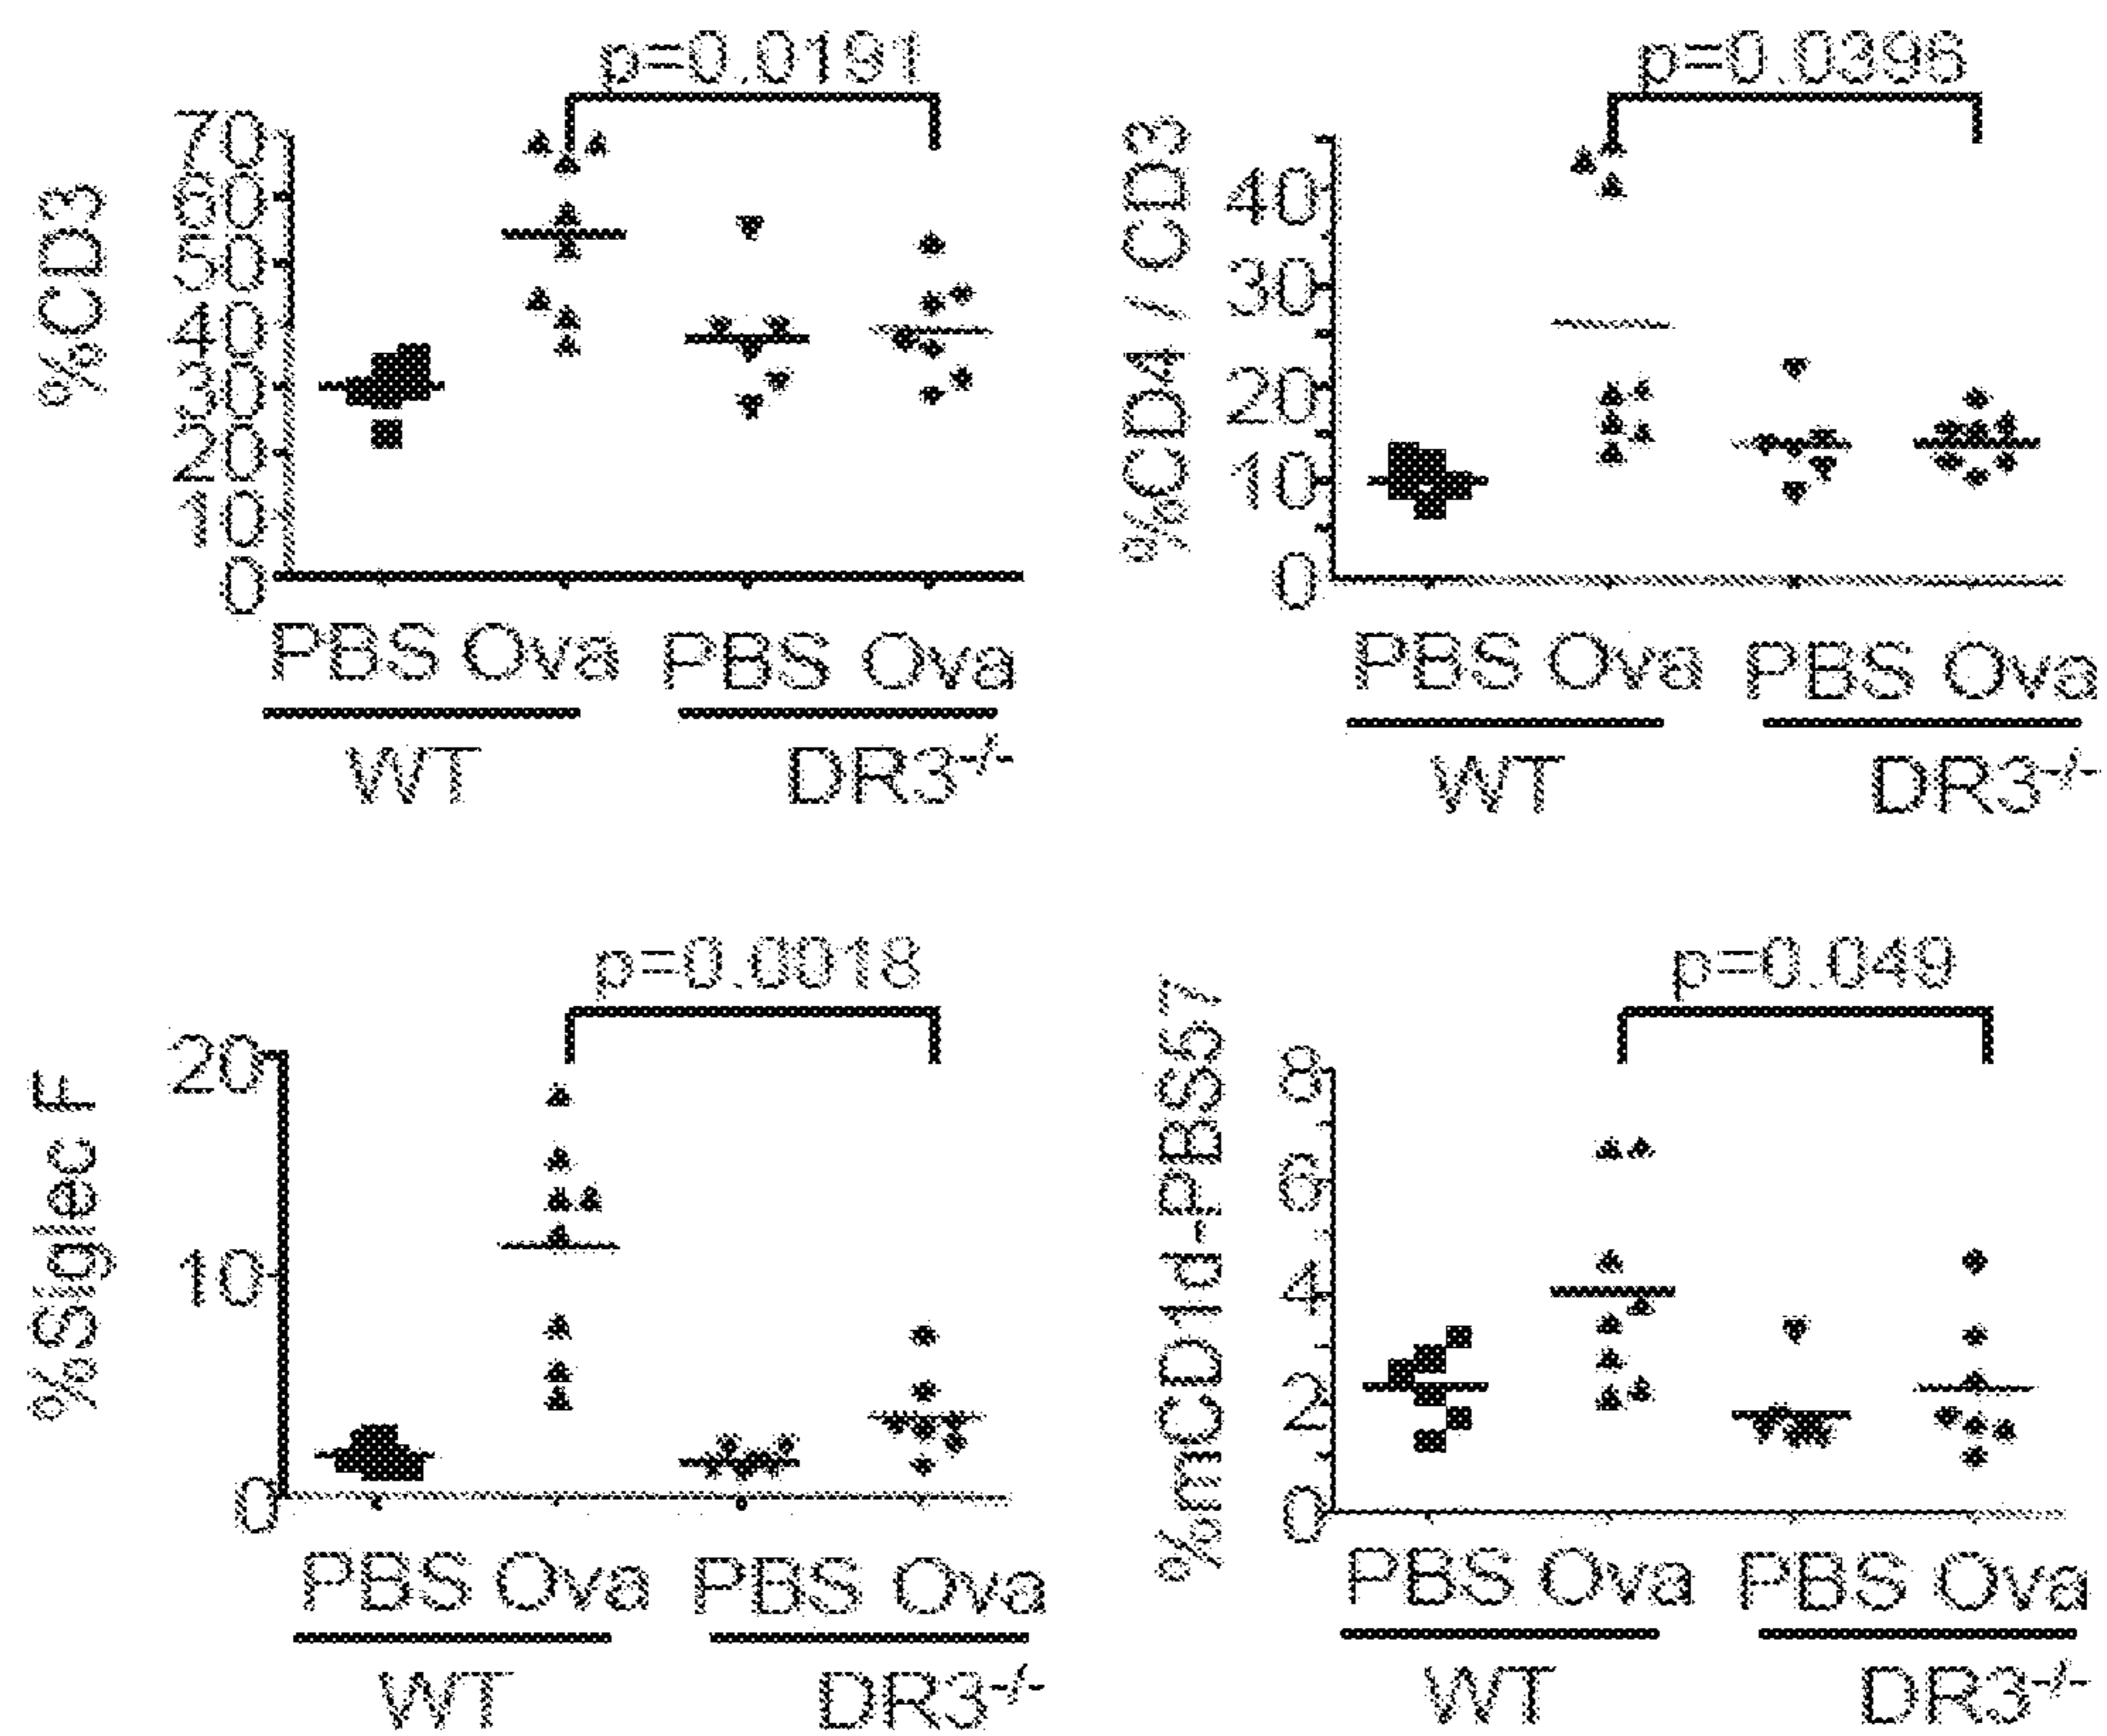 p=0.0191
%CD3
70
60
50
40
30
20
10
0
PBS Ova PBS Ova
WT DR3-/-
p=0.0396
%CD4 / CD3
40
30
20
10
0
PBS Ova PBS Ova
WT DR3-/-
p=0.0018
%Siglec F
20
10
0
PBS Ova PBS Ova
WT DR3-/-
p=0.049
%mCD1d-PBS57
8
6
4
2
0
PBS Ova PBS Ova
WT DR3-/-